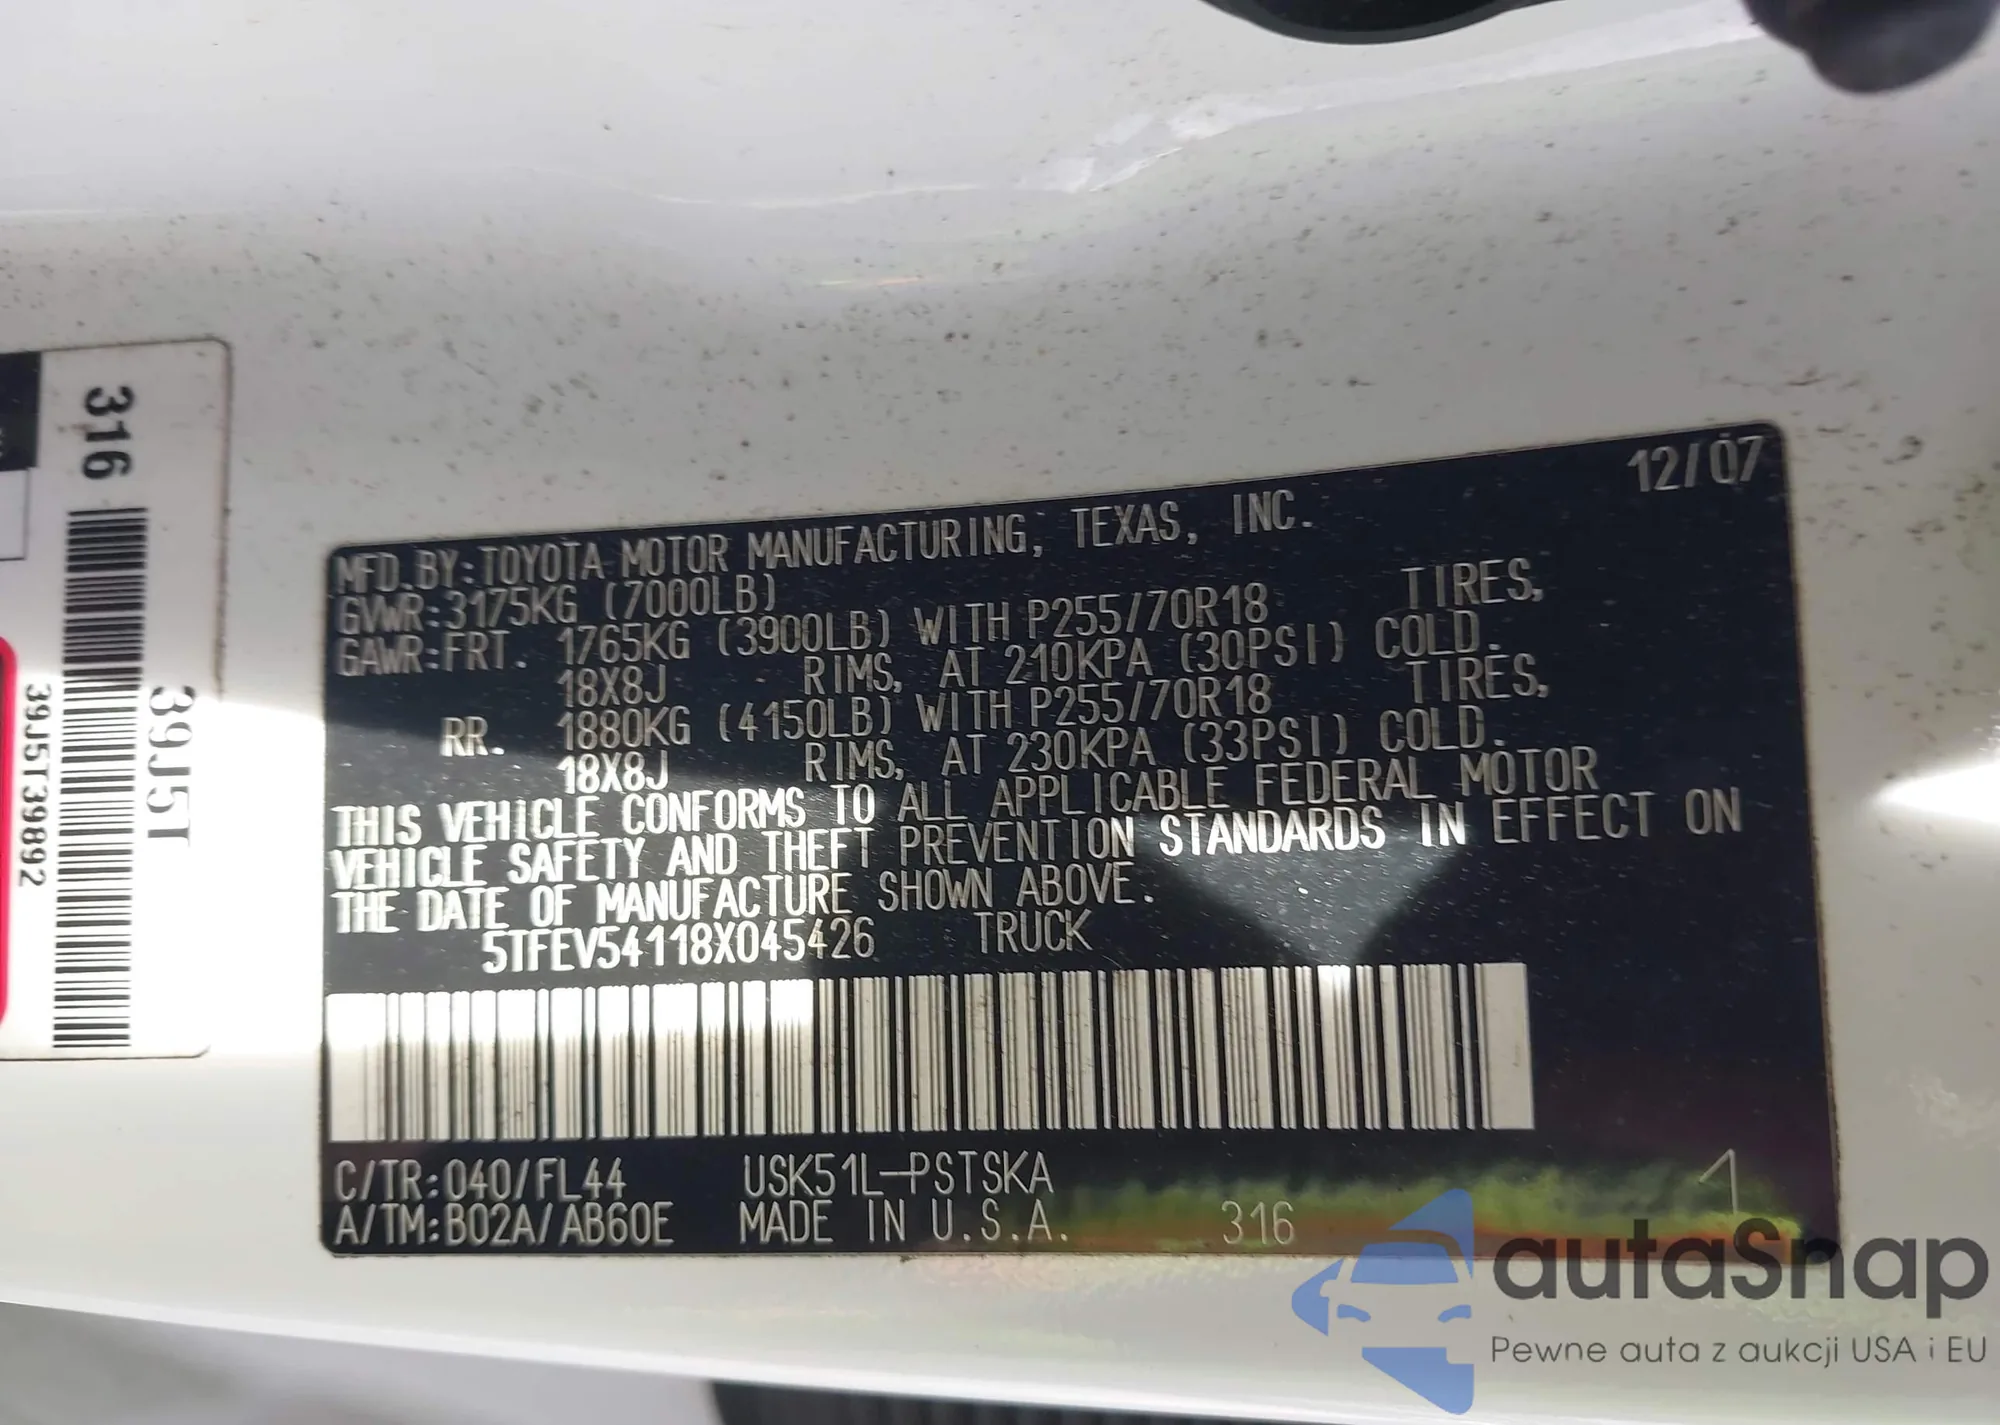 316
39J5T
39J5T39892
12/07
MFD. BY: TOYOTA MOTOR MANUFACTURING, TEXAS, INC.
GVWR: 3175KG (7000LB)
GAWR: FRT. 1765KG (3900LB) WITH P255/70R18 TIRES,
18X8J RIMS, AT 210KPA (30PSI) COLD.
RR. 1880KG (4150LB) WITH P255/70R18 TIRES,
18X8J RIMS, AT 230KPA (33PSI) COLD.
THIS VEHICLE CONFORMS TO ALL APPLICABLE FEDERAL MOTOR
VEHICLE SAFETY AND THEFT PREVENTION STANDARDS IN EFFECT ON
THE DATE OF MANUFACTURE SHOWN ABOVE.
5TFEV54118X045426 TRUCK
C/TR: 040/FL44 USK51L-PSTSKA
A/TM: B02A/AB60E MADE IN U.S.A. 316
1
autaSnap
Pewne auta z aukcji USA i EU